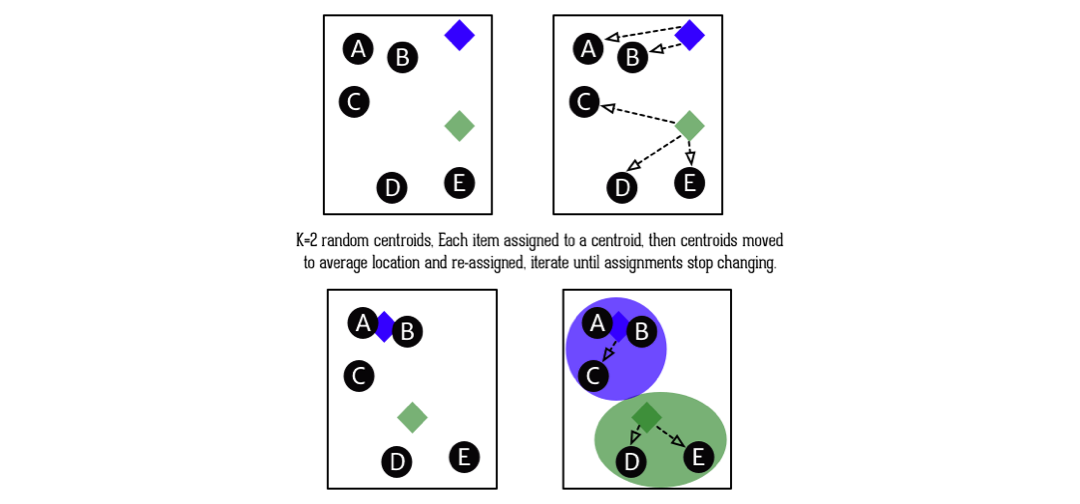 A B
C
D E
A B
C
D E
K=2 random centroids, Each item assigned to a centroid, then centroids moved
to average location and re-assigned, iterate until assignments stop changing.
A B
C
D E
A B
C
D E